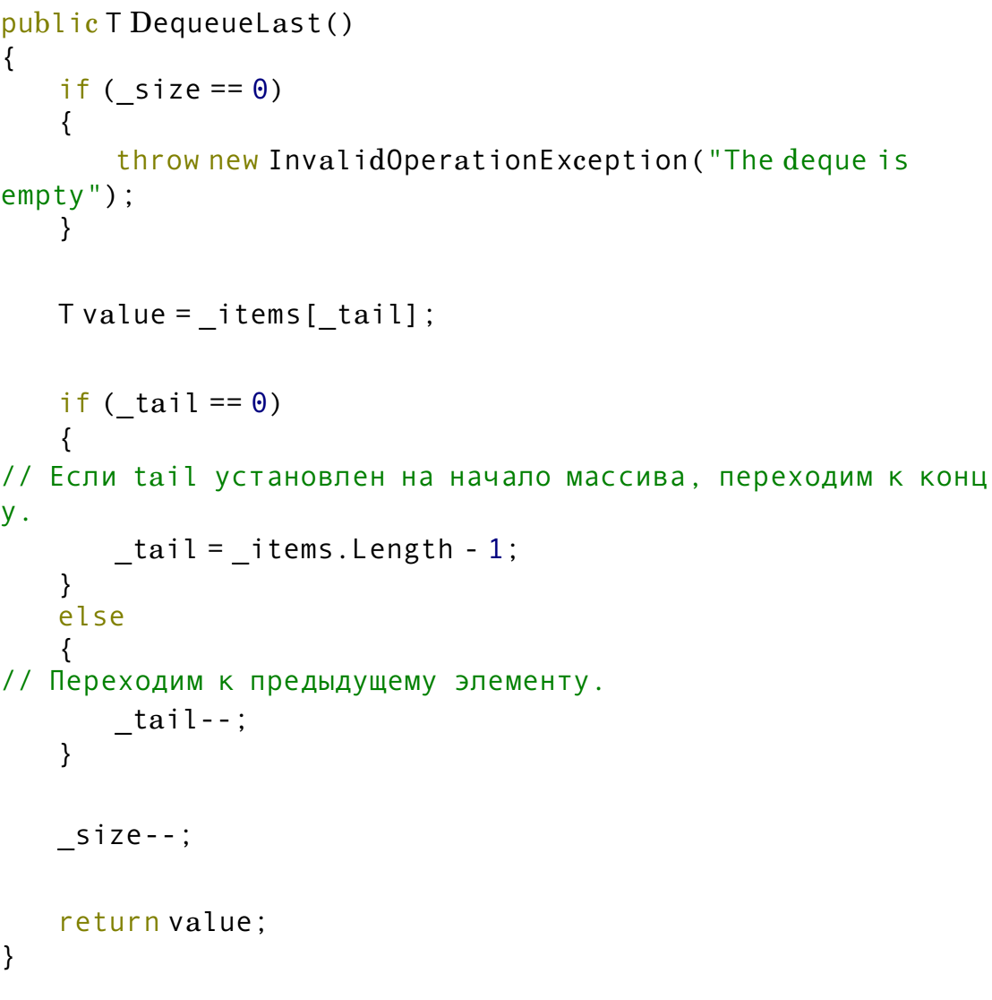 public T DequeueLast()
{
    if (_size == 0)
    {
        throw new InvalidOperationException("The deque is
empty");
    }
    T value = _items[_tail];
    if (_tail == 0)
    {
// Если tail установлен на начало массива, переходим к конц
у.
        _tail = _items.Length - 1;
    }
    else
    {
// Переходим к предыдущему элементу.
        _tail--;
    }
    _size--;
    return value;
}